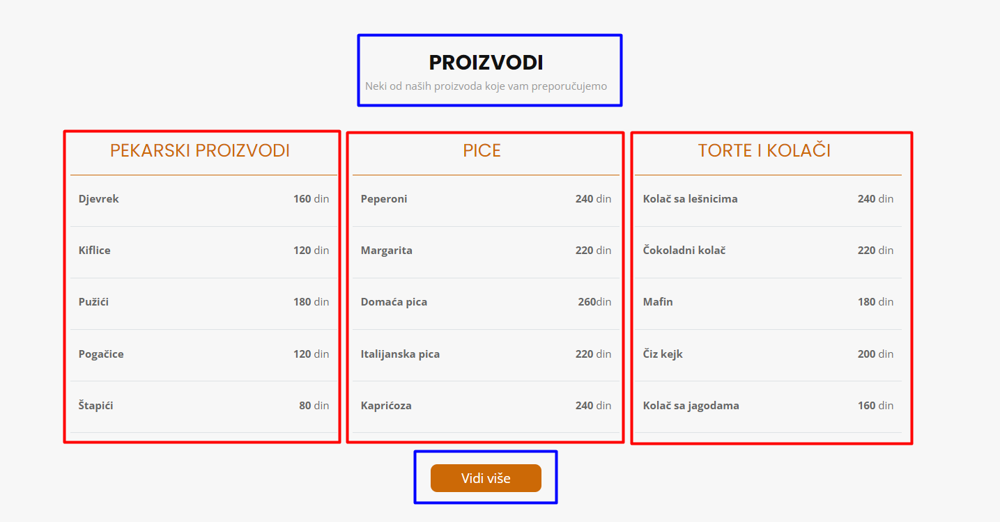 PROIZVODI
Neki od naših proizvoda koje vam preporučujemo
PEKARSKI PROIZVODI
Djevrek 160 din
Kiflice 120 din
Pužići 180 din
Pogačice 120 din
Štapići 80 din
PICE
Peperoni 240 din
Margarita 220 din
Domaća pica 260din
Italijanska pica 220 din
Kaprićoza 240 din
TORTE I KOLAČI
Kolač sa lešnicima 240 din
Čokoladni kolač 220 din
Mafin 180 din
Čiz kejk 200 din
Kolač sa jagodama 160 din
Vidi više